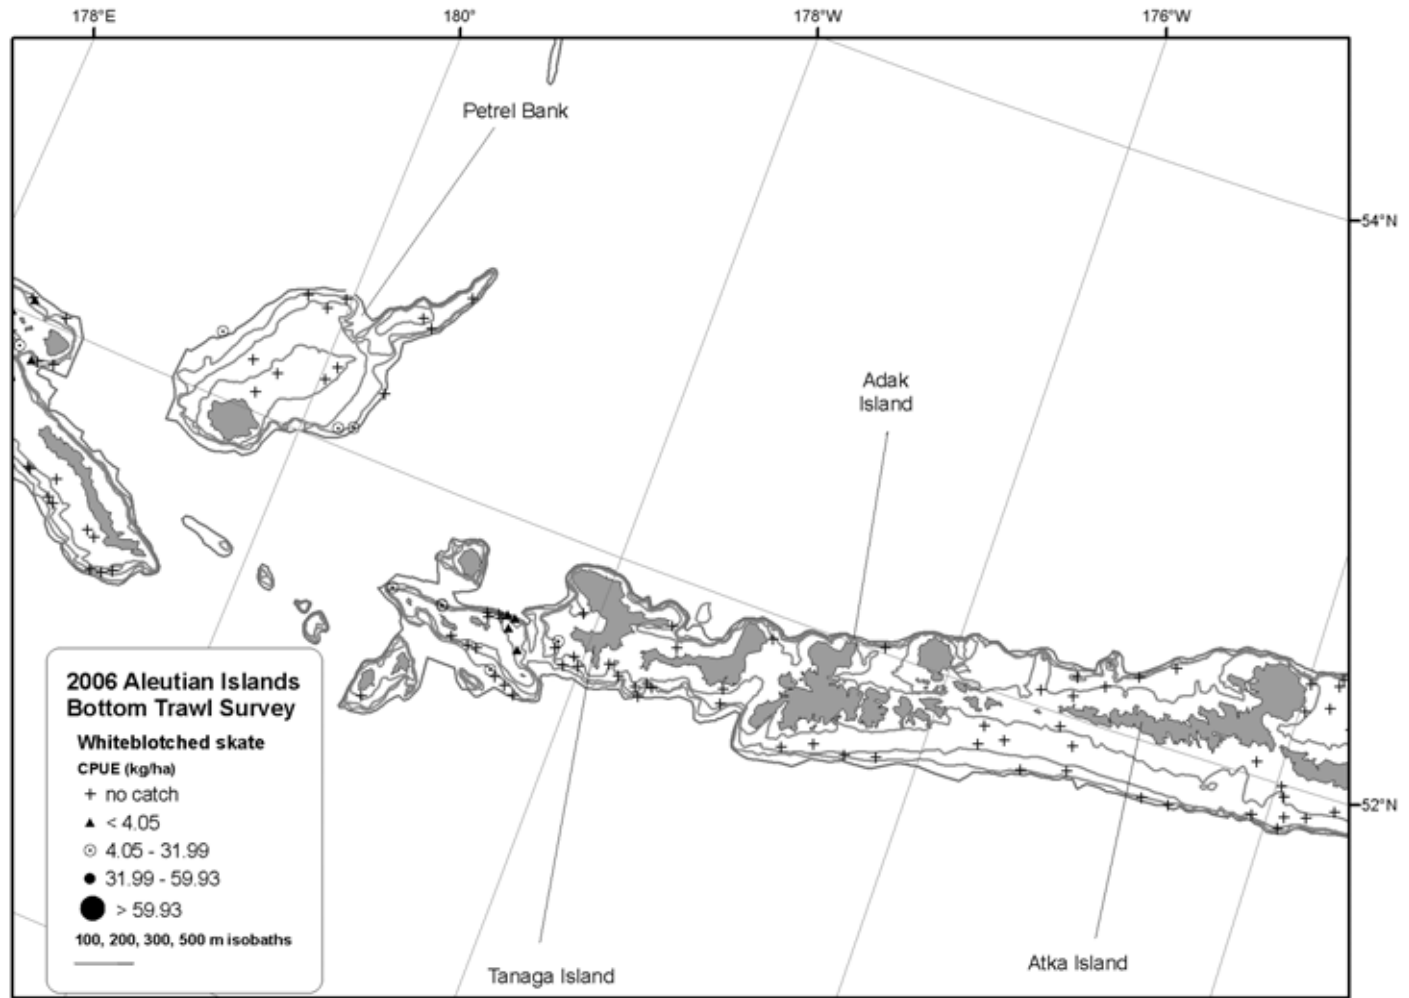 178°E 180° 178°W 176°W
Petrel Bank
54°N
Adak
Island
2006 Aleutian Islands
Bottom Trawl Survey
Whiteblotched skate
CPUE (kg/ha)
no catch
< 4.05
4.05 - 31.99
31.99 - 59.93
> 59.93
100, 200, 300, 500 m isobaths
52°N
Tanaga Island
Atka Island